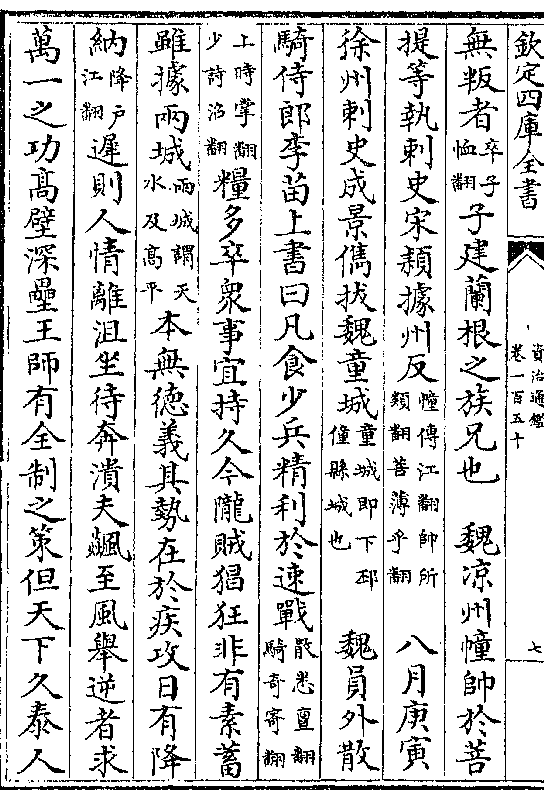 欽定四庫全書 資治通鑑 卷一百五十 七
無叛者卒子恤翻子建蘭根之族兄也 魏涼州幢帥於菩
提等執刺史宋頴據州反幢傳江翻帥所類翻菩薄乎翻 八月庚寅
徐州刺史成景儁拔魏童城童城即下邳僮縣城也 魏員外散
騎侍郎李苗上書曰凡食少兵精利於速戰散悉亶翻騎奇寄翻
上時掌翻少詩沼翻糧多卒衆事宜持久今隴賊猖狂非有素蓄
雖據兩城兩城謂天水及髙平本無德義其勢在於疾攻日有降
納降户江翻遲則人情離沮坐待奔潰夫飇至風舉逆者求
萬一之功髙壁深壘王師有全制之策但天下久泰人